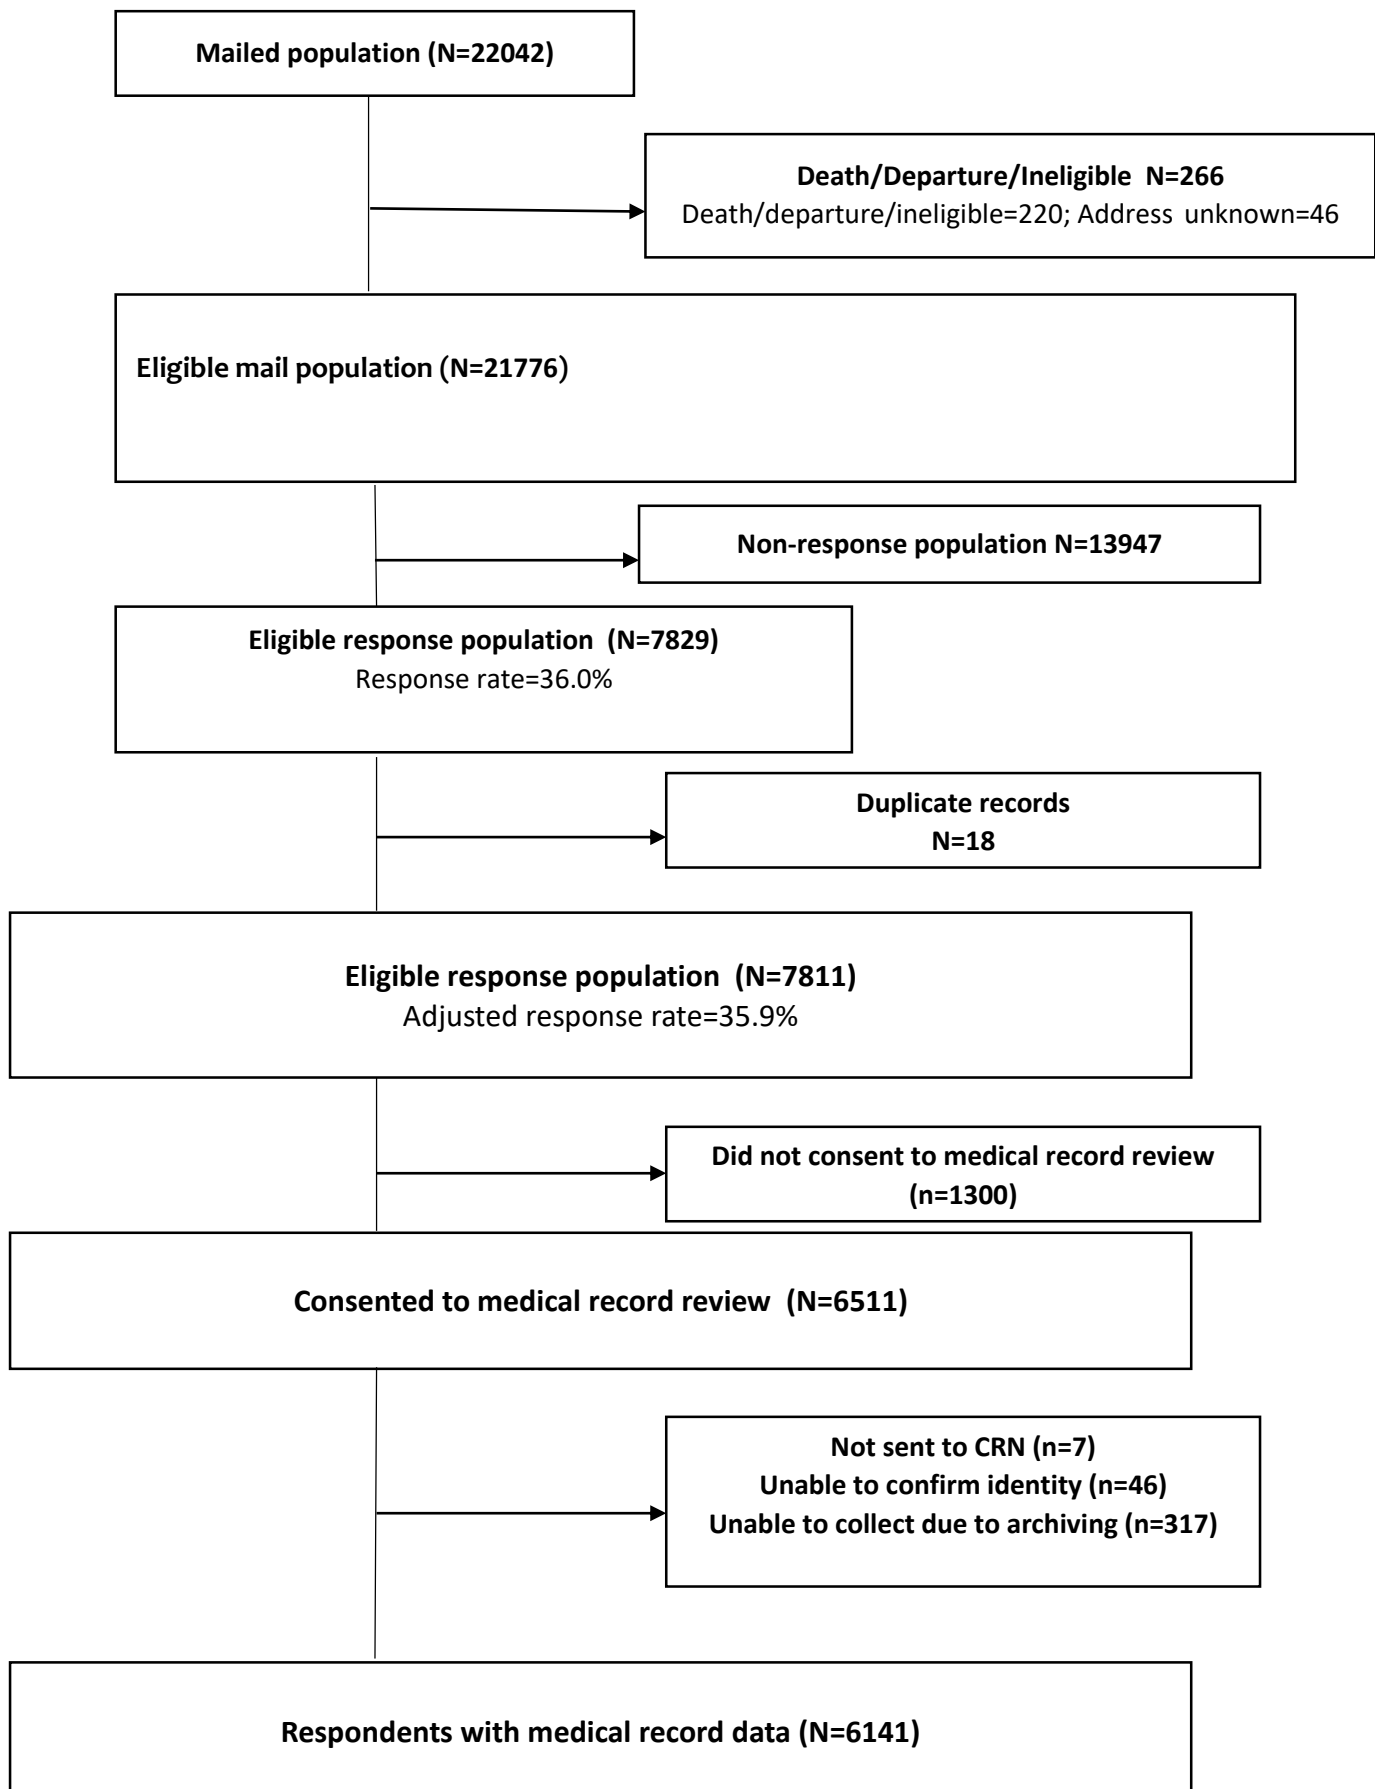 Mailed population (N=22042)
Death/Departure/Ineligible N=266
Death/departure/ineligible=220; Address unknown=46
Eligible mail population (N=21776)
Non-response population N=13947
Eligible response population (N=7829)
Response rate=36.0%
Duplicate records
N=18
Eligible response population (N=7811)
Adjusted response rate=35.9%
Did not consent to medical record review
(n=1300)
Consented to medical record review (N=6511)
Not sent to CRN (n=7)
Unable to confirm identity (n=46)
Unable to collect due to archiving (n=317)
Respondents with medical record data (N=6141)